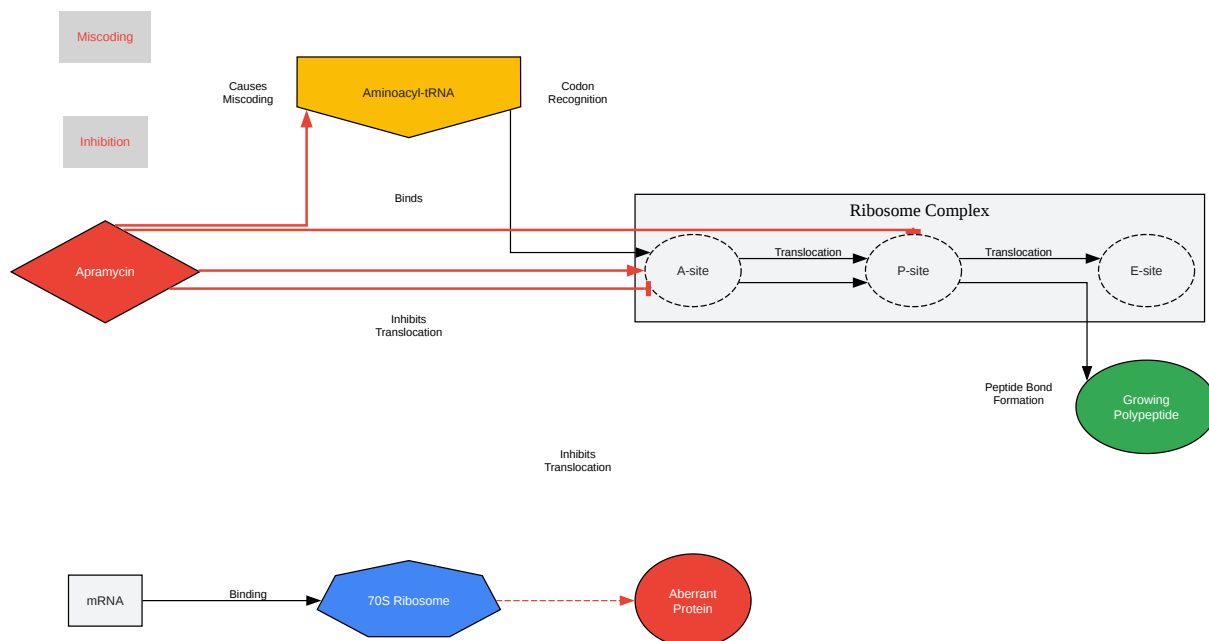 Miscoding
Causes
Miscoding
Aminoacyl-tRNA
Codon
Recognition
Inhibition
Binds
Ribosome Complex
Apramycin
A-site
Translocation
P-site
Translocation
E-site
Inhibits
Translocation
Peptide Bond
Formation
Growing
Polypeptide
Inhibits
Translocation
mRNA
Binding
70S Ribosome
Aberrant
Protein